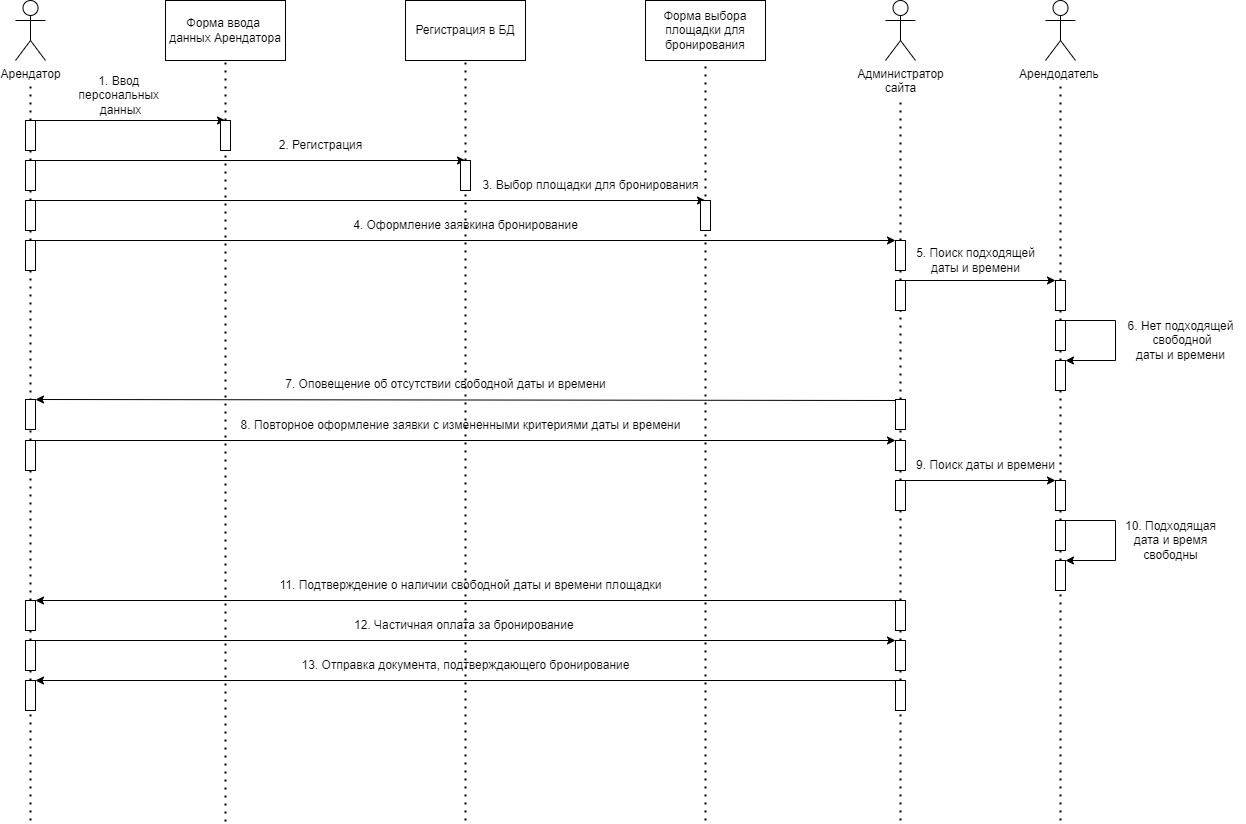 Форма ввода
данных Арендатора
Регистрация в БД
Форма выбора
площадки для
бронирования
Арендатор
Администратор
сайта
Арендодатель
1. Ввод
персональных
данных
2. Регистрация
3. Выбор площадки для бронирования
4. Оформление заявкина бронирование
5. Поиск подходящей
даты и времени
6. Нет подходящей
свободной
даты и времени
7. Оповещение об отсутствии свободной даты и времени
8. Повторное оформление заявки с измененными критериями даты и времени
9. Поиск даты и времени
10. Подходящая
дата и время
свободны
11. Подтверждение о наличии свободной даты и времени площадки
12. Частичная оплата за бронирование
13. Отправка документа, подтверждающего бронирование